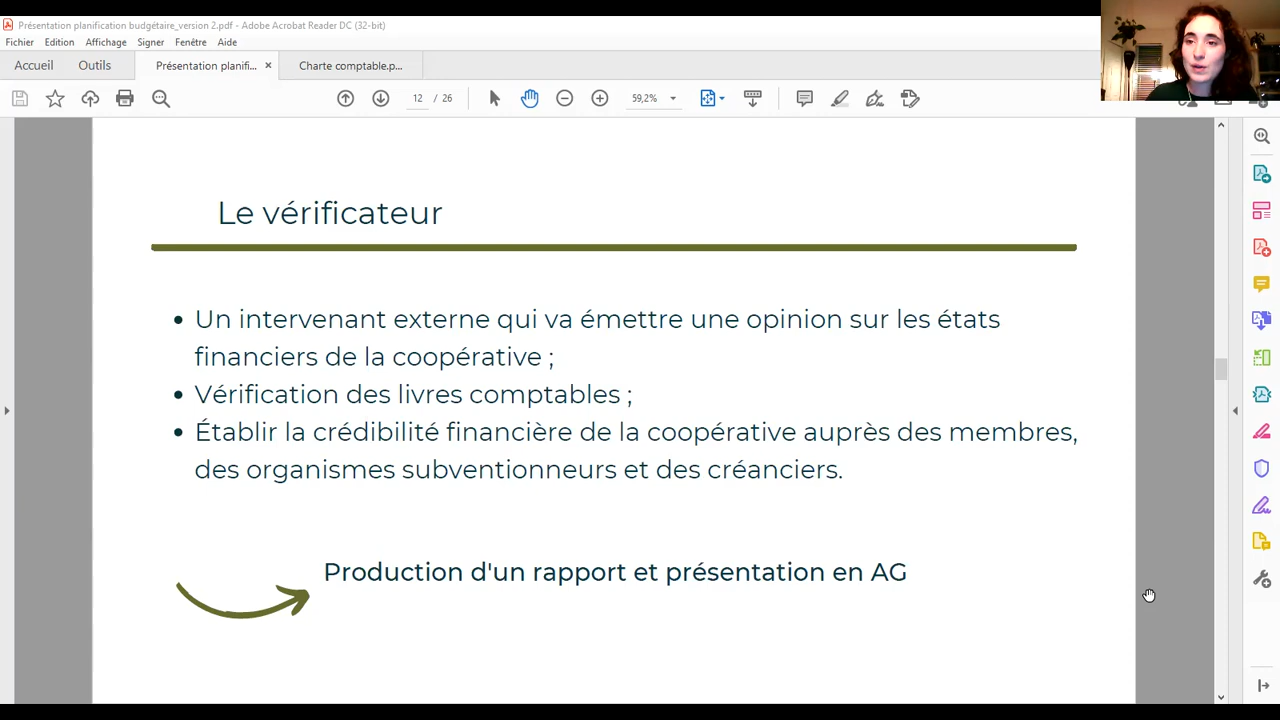 Présentation planification budgétaire_version 2.pdf - Adobe Acrobat Reader DC (32-bit)
Fichier Edition Affichage Signer Fenêtre Aide
Accueil Outils Présentation planifi... × Charte comptable.p...
12 / 26 59,2%
Le vérificateur
• Un intervenant externe qui va émettre une opinion sur les états
financiers de la coopérative ;
• Vérification des livres comptables ;
• Établir la crédibilité financière de la coopérative auprès des membres,
des organismes subventionneurs et des créanciers.
Production d'un rapport et présentation en AG